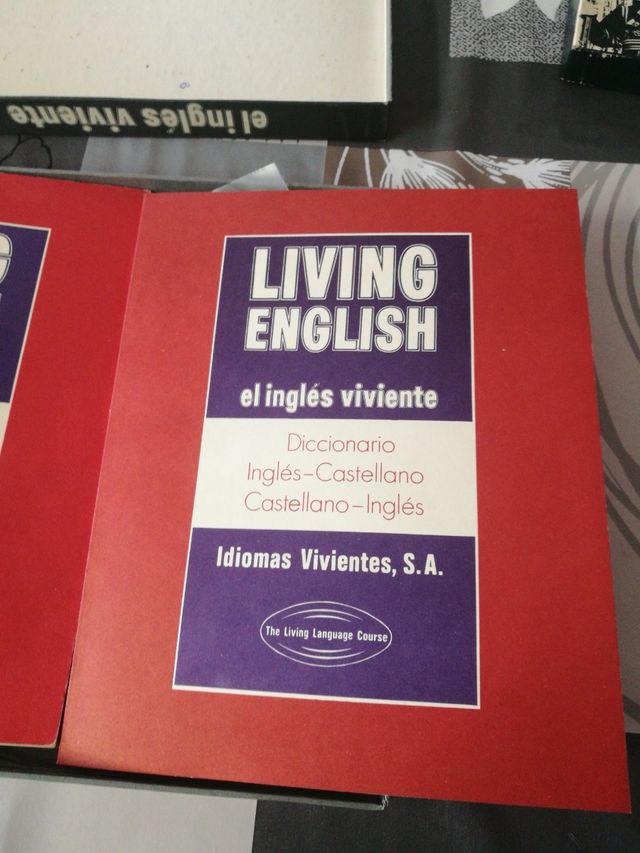 el inglés viviente
G
LIVING
ENGLISH
el inglés viviente
Diccionario
Inglés-Castellano
Castellano-Inglés
Idiomas Vivientes, S.A.
The Living Language Course